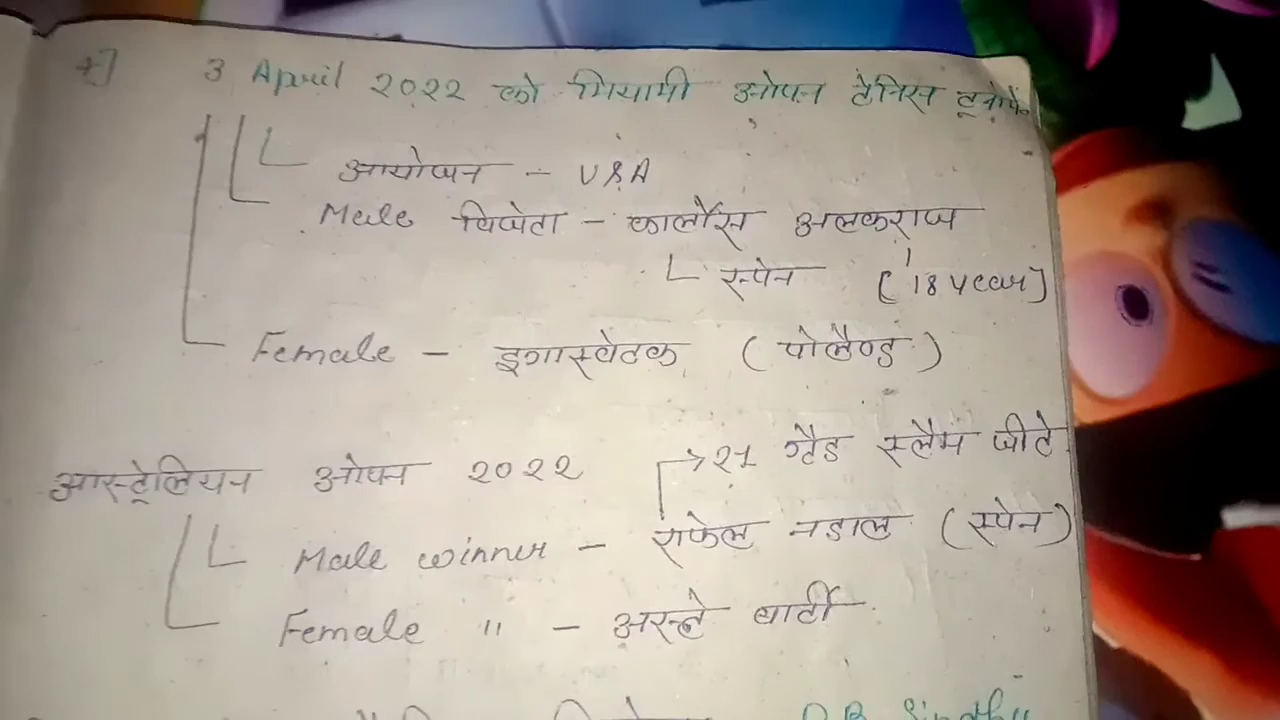 3 April 2022 को मियामी ओपन टेनिस
आयोजन - USA
Male विजेता - कार्लोस अलकराज
स्पेन [18 year]
Female - इगास्वेटक (पोलैण्ड)
आस्ट्रेलियन ओपन 2022 → 21 ग्रैड स्लैम जीते
Male winner - राफेल नडाल (स्पेन)
Female " - अश्ले बार्टी
Sindhu